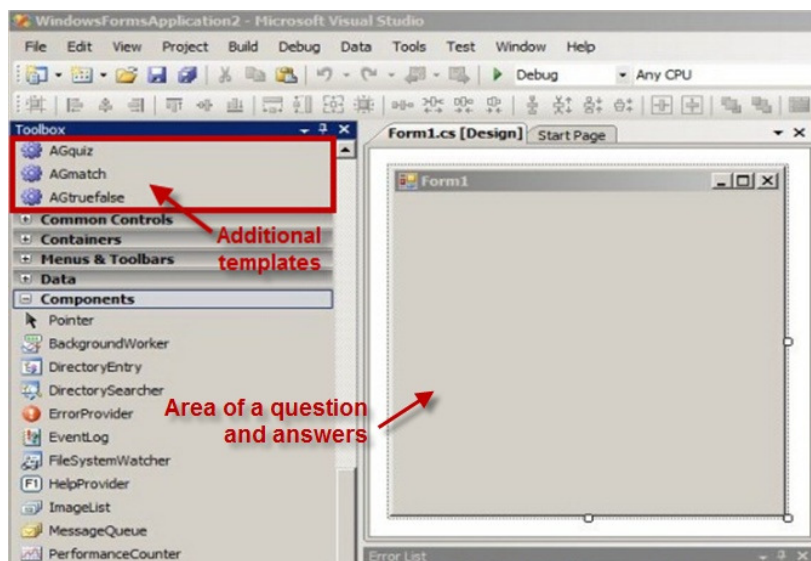 WindowsFormsApplication2 - Microsoft Visual Studio
File Edit View Project Build Debug Data Tools Test Window Help
Debug Any CPU
Toolbox
Form1.cs [Design] Start Page
AGquiz
AGmatch
AGtruefalse
Form1
Common Controls
Containers
Menus & Toolbars
Data
Components
Additional
templates
Pointer
BackgroundWorker
DirectoryEntry
DirectorySearcher
ErrorProvider
EventLog
FileSystemWatcher
HelpProvider
ImageList
MessageQueue
PerformanceCounter
Area of a question
and answers
Error List